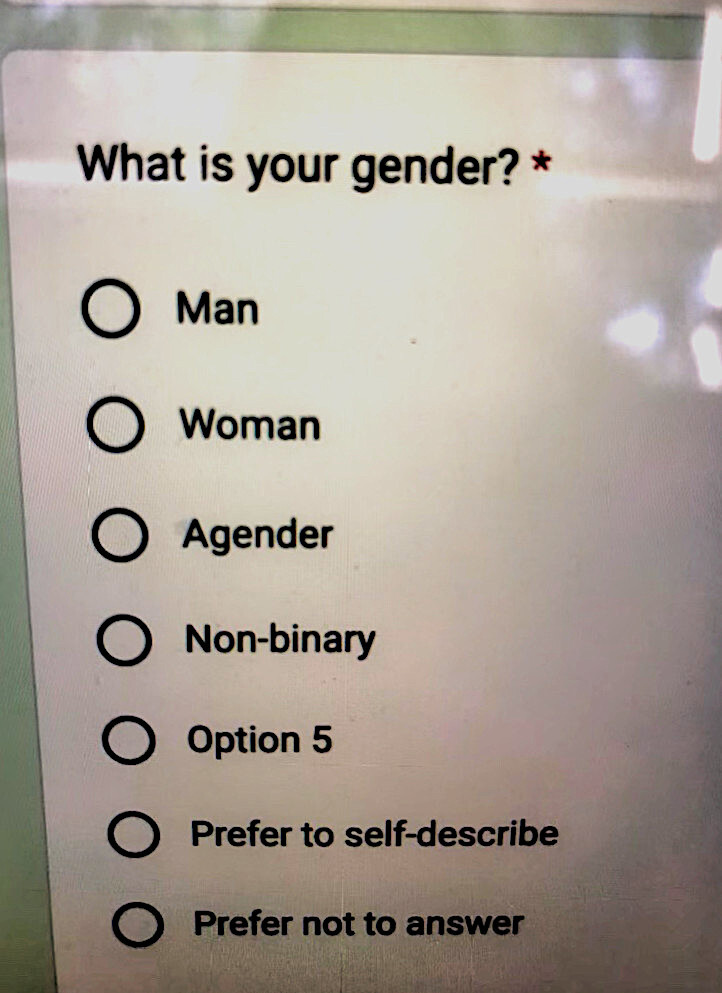 What is your gender? *
Man
Woman
Agender
Non-binary
Option 5
Prefer to self-describe
Prefer not to answer